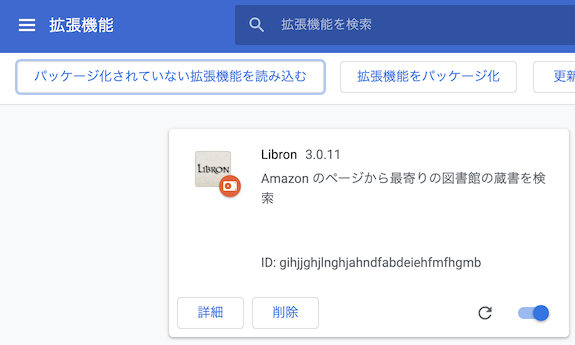 拡張機能
拡張機能を検索
パッケージ化されていない拡張機能を読み込む
拡張機能をパッケージ化
更新
LIBRON
Libron 3.0.11
Amazon のページから最寄りの図書館の蔵書を検
索
ID: gihjjghjlnghjahndfabdeiehfmfhgmb
詳細
削除